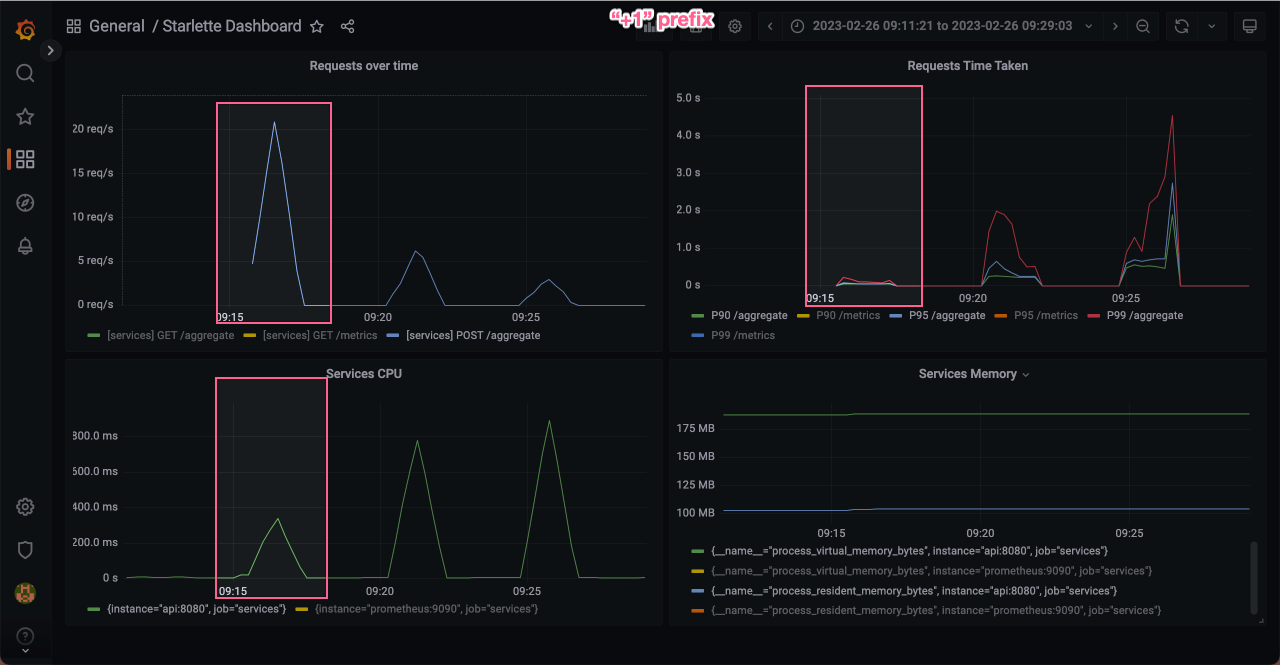 General / Starlette Dashboard
“+1” prefix
2023-02-26 09:11:21 to 2023-02-26 09:29:03
Requests over time
20 req/s
15 req/s
10 req/s
5 req/s
0 req/s
09:15 09:20 09:25
[services] GET /aggregate [services] GET /metrics [services] POST /aggregate
Requests Time Taken
5.0 s
4.0 s
3.0 s
2.0 s
1.0 s
0 s
09:15 09:20 09:25
P90 /aggregate P90 /metrics P95 /aggregate P95 /metrics P99 /aggregate
P99 /metrics
Services CPU
800.0 ms
600.0 ms
400.0 ms
200.0 ms
0 s
09:15 09:20 09:25
{instance="api:8080", job="services"} {instance="prometheus:9090", job="services"}
Services Memory
175 MB
150 MB
125 MB
100 MB
09:15 09:20 09:25
{__name__="process_virtual_memory_bytes", instance="api:8080", job="services"}
{__name__="process_virtual_memory_bytes", instance="prometheus:9090", job="services"}
{__name__="process_resident_memory_bytes", instance="api:8080", job="services"}
{__name__="process_resident_memory_bytes", instance="prometheus:9090", job="services"}